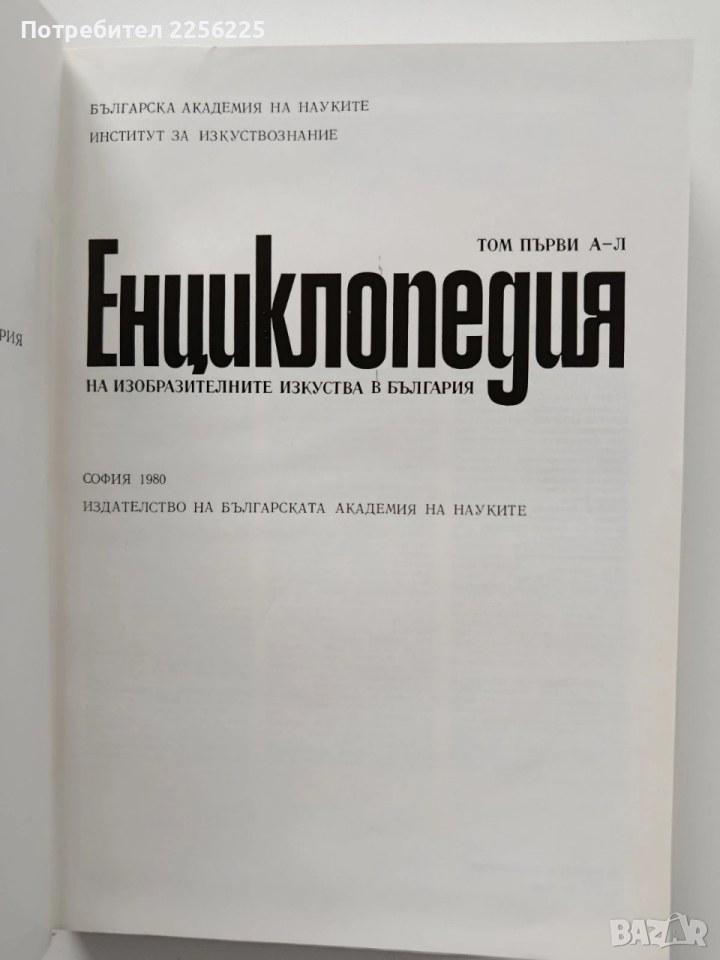 Потребител 2256225
БЪЛГАРСКА АКАДЕМИЯ НА НАУКИТЕ
ИНСТИТУТ ЗА ИЗКУСТВОЗНАНИЕ
ТОМ ПЪРВИ А–Л
Енциклопедия
НА ИЗОБРАЗИТЕЛНИТЕ ИЗКУСТВА В БЪЛГАРИЯ
РИЯ
СОФИЯ 1980
ИЗДАТЕЛСТВО НА БЪЛГАРСКАТА АКАДЕМИЯ НА НАУКИТЕ
BAZAR